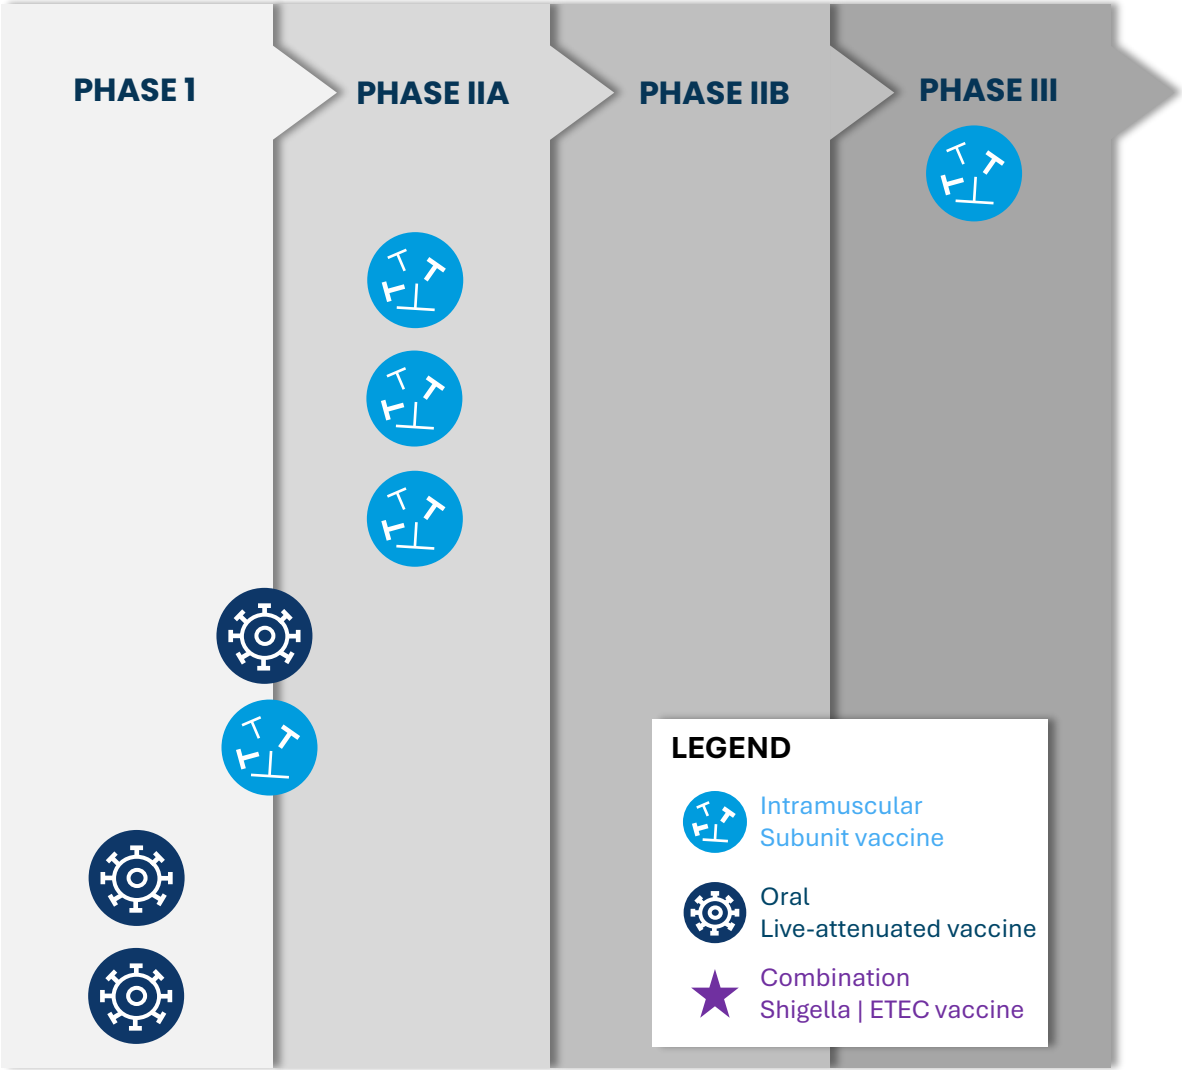 PHASE 1
PHASE IIA
PHASE IIB
PHASE III
LEGEND
Intramuscular
Subunit vaccine
Oral
Live-attenuated vaccine
Combination
Shigella | ETEC vaccine